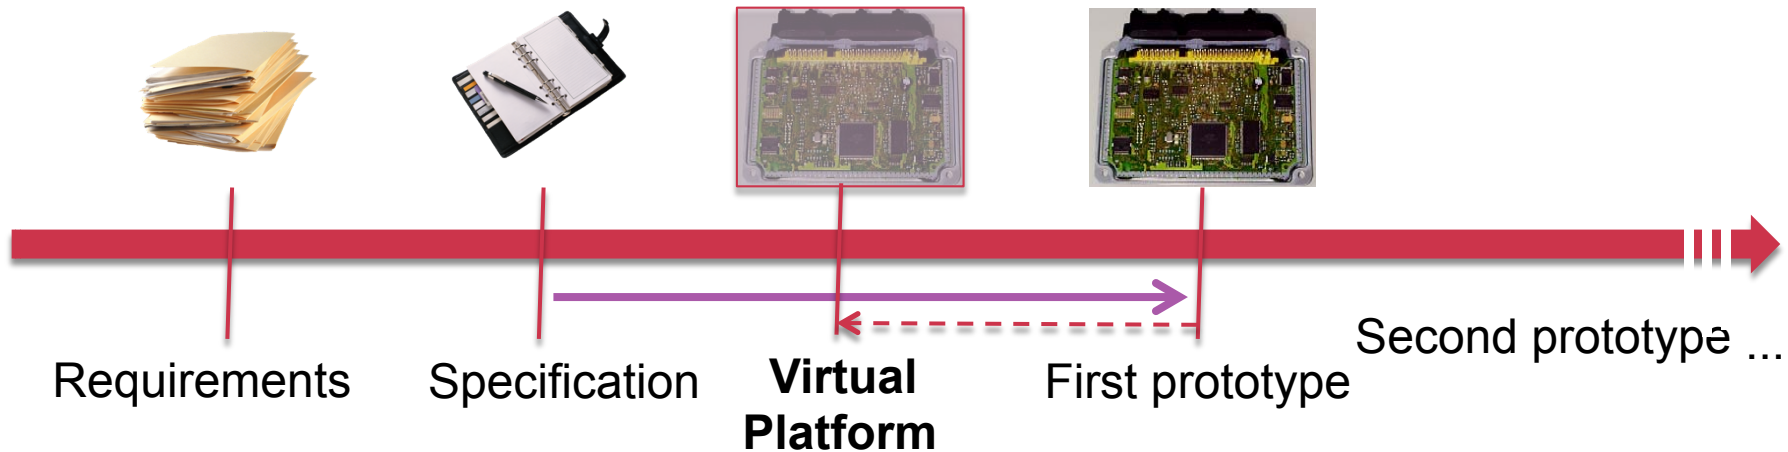 Requirements
Specification
Virtual
Platform
First prototype
Second prototype ...